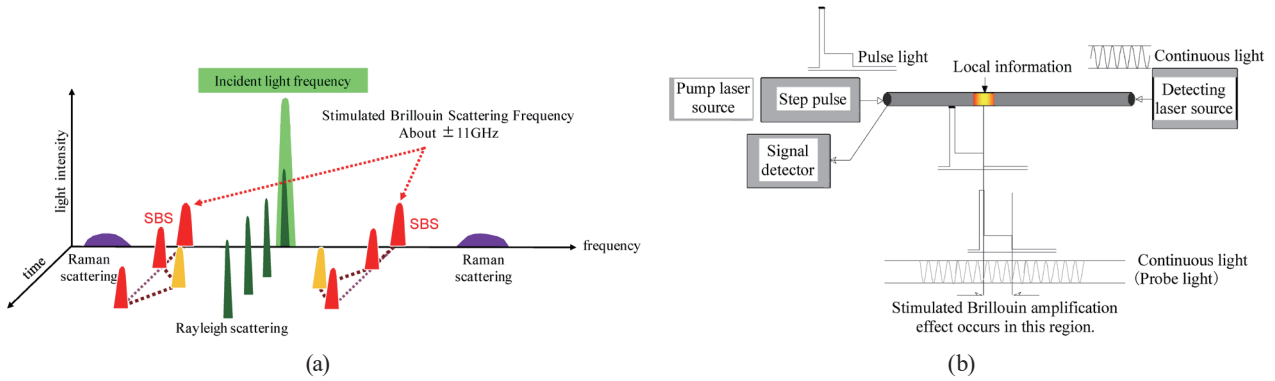 Incident light frequency
Stimulated Brillouin Scattering Frequency
About ±11GHz
light intensity
SBS
SBS
frequency
time
Raman
scattering
Raman
scattering
Rayleigh scattering
(a)
Pulse light
Continuous light
Local information
Pump laser
source
Step pulse
Detecting
laser source
Signal
detector
Continuous light
(Probe light)
Stimulated Brillouin amplification
effect occurs in this region.
(b)